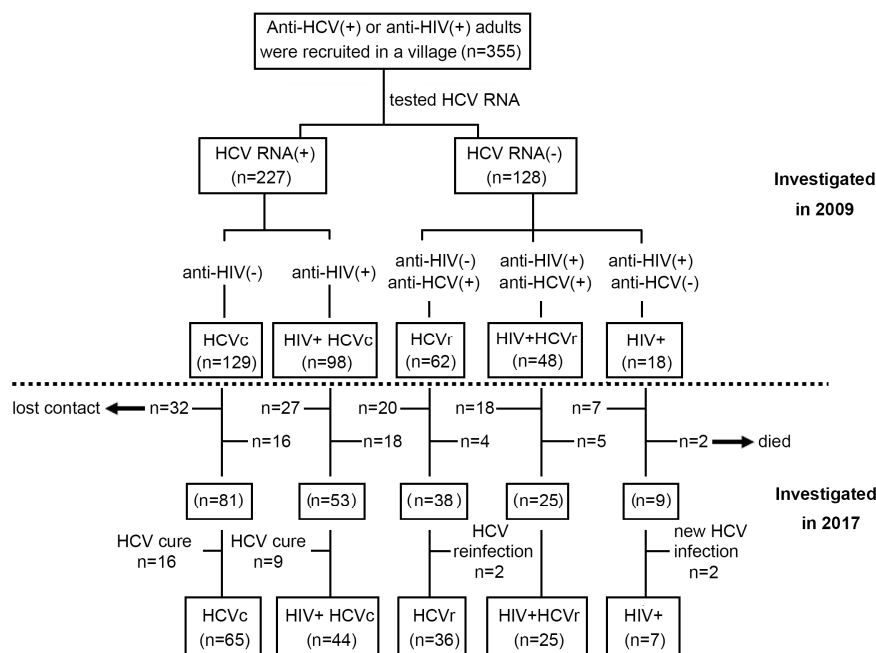 Anti-HCV(+) or anti-HIV(+) adults
were recruited in a village (n=355)
tested HCV RNA
HCV RNA(+)
(n=227)
HCV RNA(-)
(n=128)
Investigated
in 2009
anti-HIV(-)
anti-HIV(+)
anti-HIV(-)
anti-HCV(+)
anti-HIV(+)
anti-HCV(+)
anti-HIV(+)
anti-HCV(-)
HCVc
(n=129)
HIV+ HCVc
(n=98)
HCVr
(n=62)
HIV+HCVr
(n=48)
HIV+
(n=18)
lost contact
n=32
n=27
n=20
n=18
n=7
n=16
n=18
n=4
n=5
n=2
died
(n=81)
(n=53)
(n=38)
(n=25)
(n=9)
Investigated
in 2017
HCV cure
n=16
HCV cure
n=9
HCV
reinfection
n=2
new HCV
infection
n=2
HCVc
(n=65)
HIV+ HCVc
(n=44)
HCVr
(n=36)
HIV+HCVr
(n=25)
HIV+
(n=7)